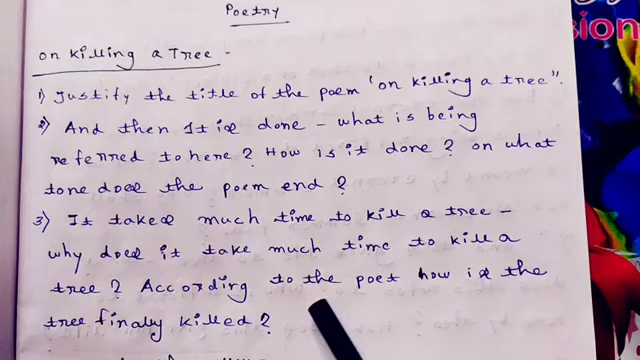 Poetry
on Killing a Tree -
1) Justify the title of the poem "on killing a tree".
2) And then It is done - what is being
referred to here? How is it done? on what
tone does the poem end?
3) It takes much time to kill a tree -
why does it take much time to kill a
tree? According to the poet how is the
tree finally killed?
sion